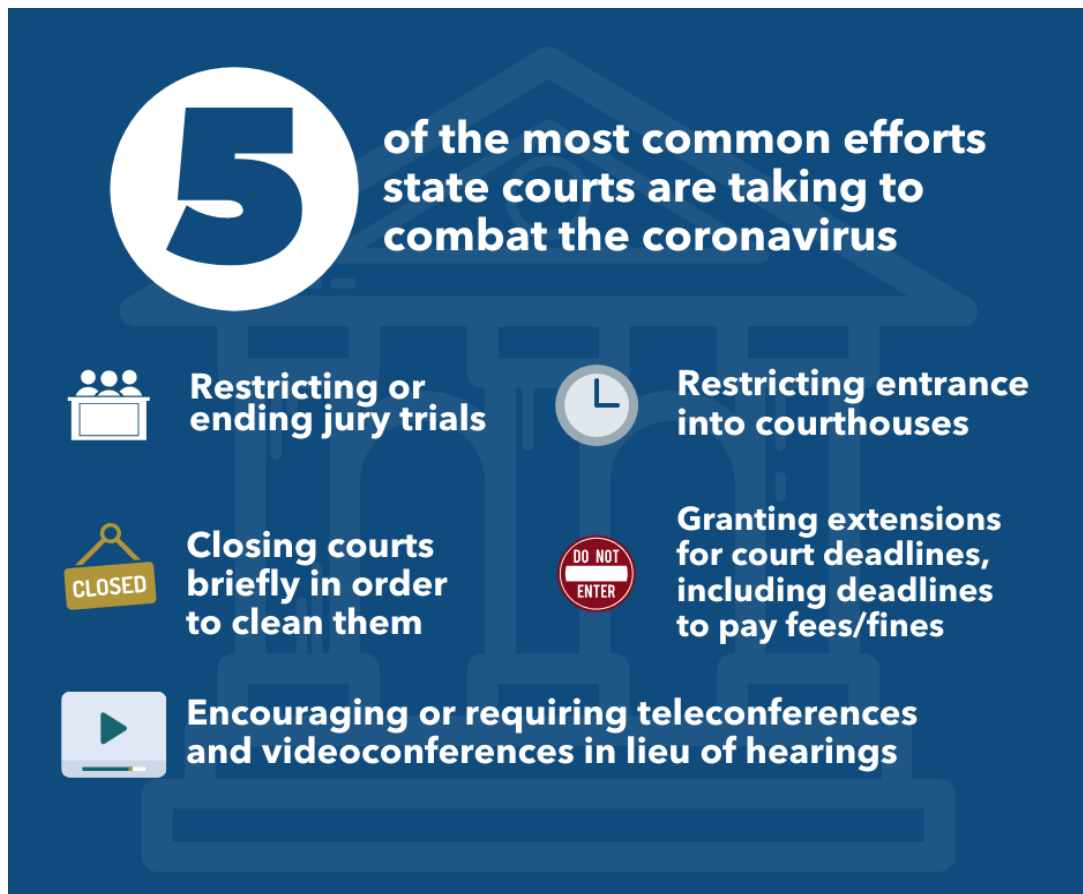 5
of the most common efforts
state courts are taking to
combat the coronavirus
Restricting or
ending jury trials
Restricting entrance
into courthouses
CLOSED
Closing courts
briefly in order
to clean them
DO NOT
ENTER
Granting extensions
for court deadlines,
including deadlines
to pay fees/fines
Encouraging or requiring teleconferences
and videoconferences in lieu of hearings